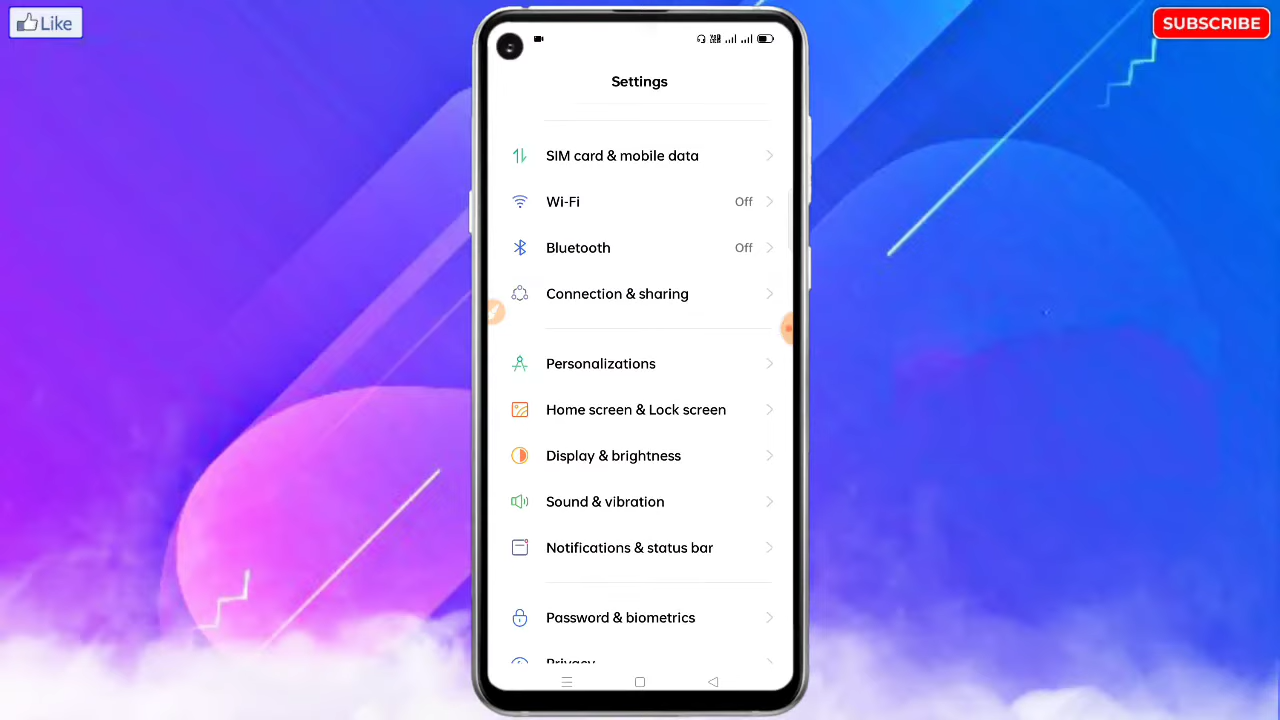 Like
SUBSCRIBE
Settings
SIM card & mobile data
Wi-Fi Off
Bluetooth Off
Connection & sharing
Personalizations
Home screen & Lock screen
Display & brightness
Sound & vibration
Notifications & status bar
Password & biometrics
Privacy